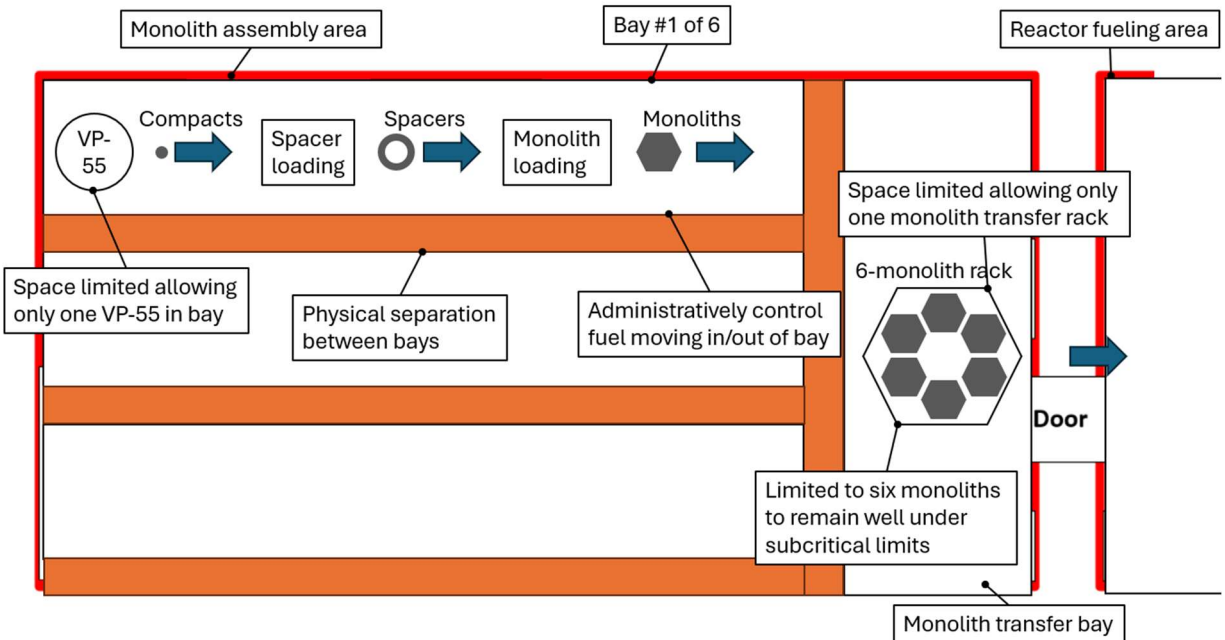 Monolith assembly area
Bay #1 of 6
Reactor fueling area
VP-
55
Compacts
Spacer
loading
Spacers
Monolith
loading
Monoliths
Space limited allowing only
one monolith transfer rack
6-monolith rack
Space limited allowing
only one VP-55 in bay
Physical separation
between bays
Administratively control
fuel moving in/out of bay
Door
Limited to six monoliths
to remain well under
subcritical limits
Monolith transfer bay